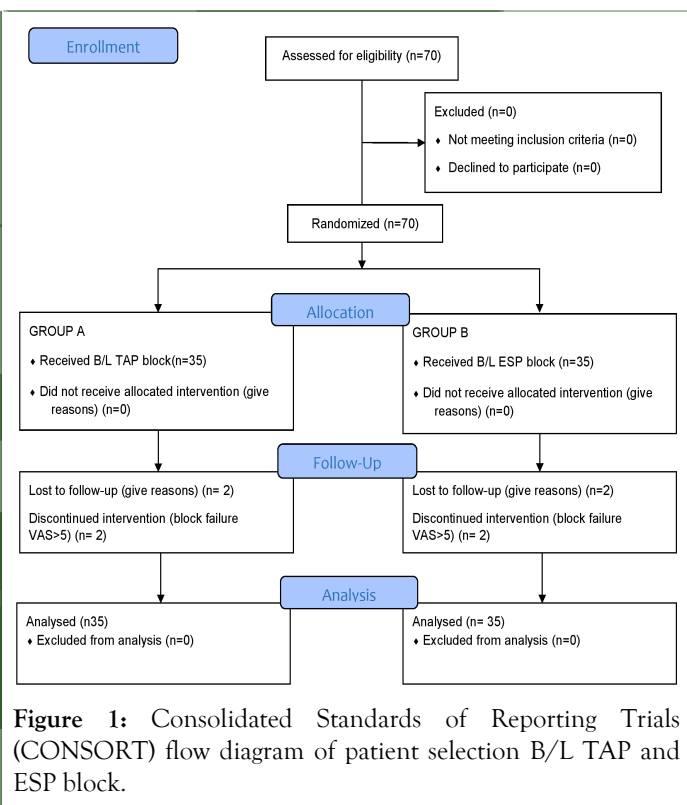 Enrollment
Assessed for eligibility (n=70)
Excluded (n=0)
♦ Not meeting inclusion criteria (n=0)
♦ Declined to participate (n=0)
Randomized (n=70)
Allocation
GROUP A
♦ Received B/L TAP block(n=35)
♦ Did not receive allocated intervention (give
reasons) (n=0)
GROUP B
♦ Received B/L ESP block (n=35)
♦ Did not receive allocated intervention (give
reasons) (n=0)
Follow-Up
Lost to follow-up (give reasons) (n= 2)
Discontinued intervention (block failure
VAS>5) (n= 2)
Lost to follow-up (give reasons) (n=2)
Discontinued intervention (block failure
VAS>5) (n= 2)
Analysis
Analysed (n35)
♦ Excluded from analysis (n=0)
Analysed (n= 35)
♦ Excluded from analysis (n=0)
Figure 1: Consolidated Standards of Reporting Trials
(CONSORT) flow diagram of patient selection B/L TAP and
ESP block.